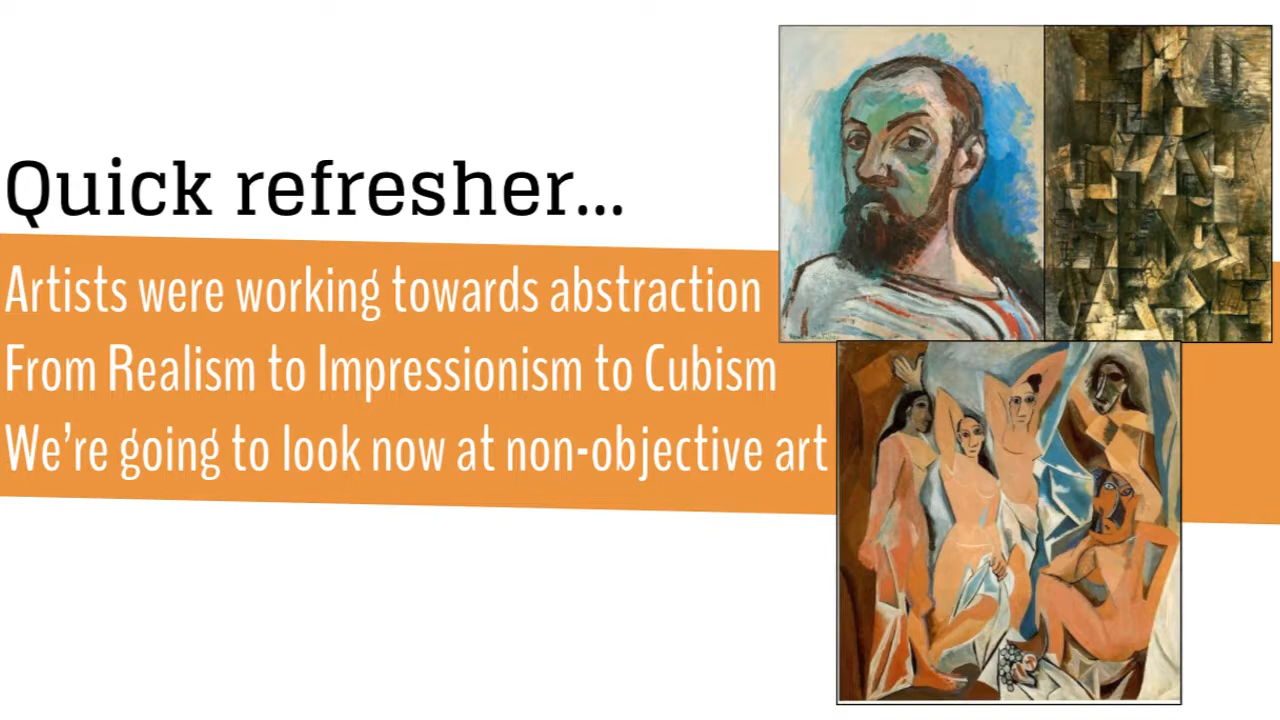 Quick refresher...
Artists were working towards abstraction
From Realism to Impressionism to Cubism
We’re going to look now at non-objective art